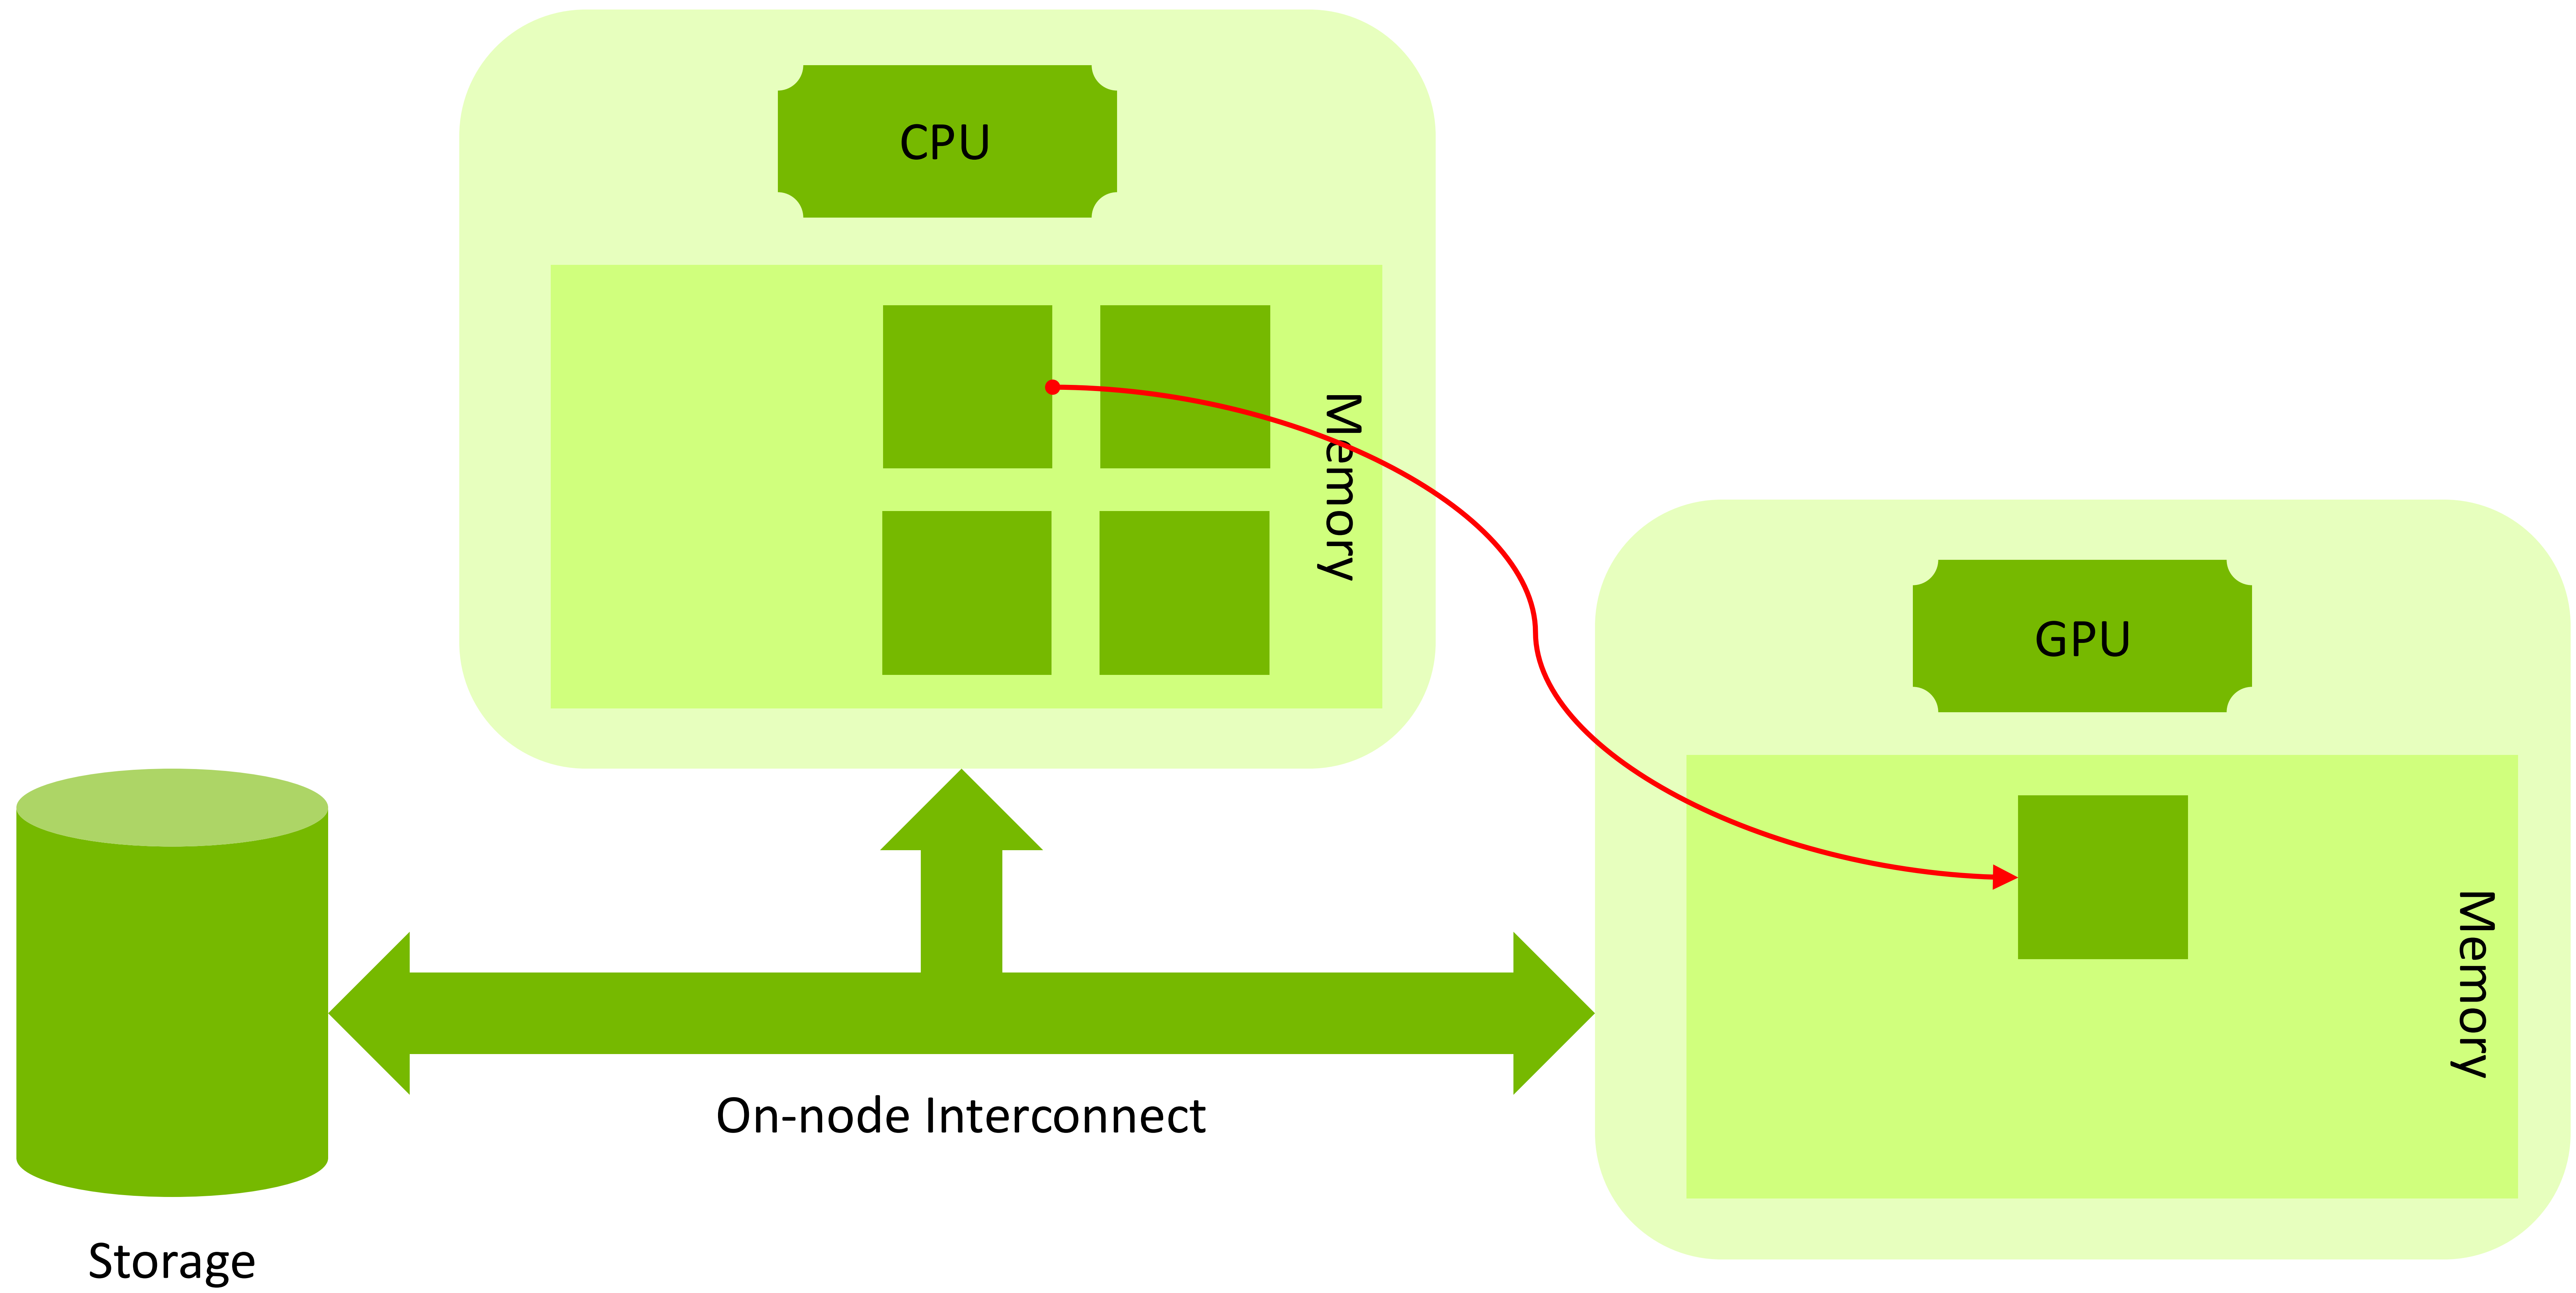 CPU
Memory
GPU
Memory
On-node Interconnect
Storage